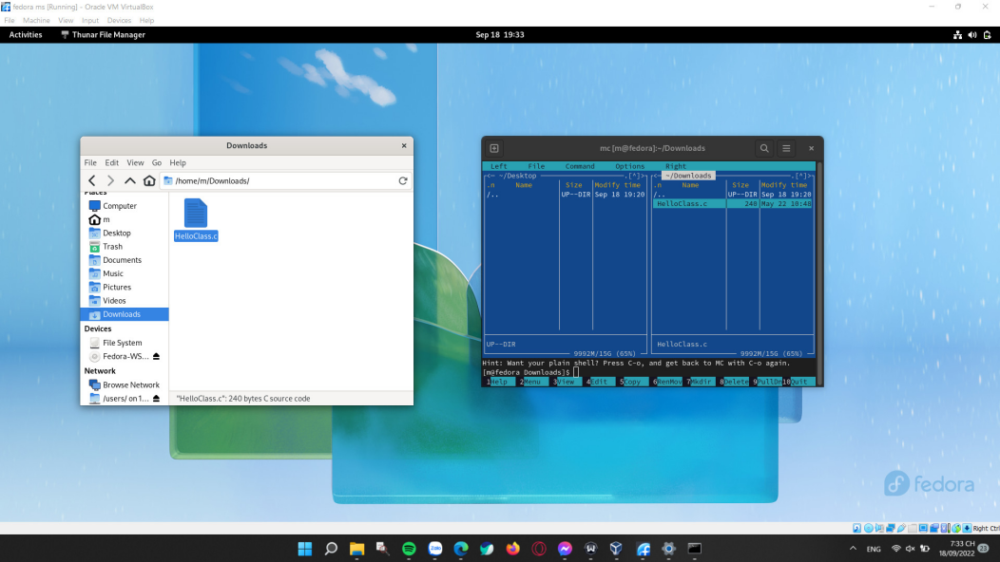 fedora ms [Running] - Oracle VM VirtualBox
File Machine View Input Devices Help
Activities Thunar File Manager Sep 18 19:33
Downloads
File Edit View Go Help
/home/m/Downloads/
Places
Computer
m
Desktop
Trash
Documents
Music
Pictures
Videos
Downloads
Devices
File System
Fedora-WS...
Network
Browse Network
/users/ on 1...
HelloClass.c
"HelloClass.c": 240 bytes C source code
mc [m@fedora]:~/Downloads
Left File Command Options Right
<─ ~/Desktop .[^]> <─ ~/Downloads .[^]>
.n Name Size Modify time .n Name Size Modify time
/.. UP--DIR Sep 18 19:20 /.. UP--DIR Sep 18 19:20
HelloClass.c 240 May 22 10:40
UP--DIR HelloClass.c
9992M/15G (65%) 9992M/15G (65%)
Hint: Want your plain shell? Press C-o, and get back to MC with C-o again.
[m@fedora Downloads]$
1Help 2Menu 3View 4Edit 5Copy 6RenMov 7Mkdir 8Delete 9PullDn 10Quit
fedora
Right Ctrl
Zalo
ENG
7:33 CH
18/09/2022
23